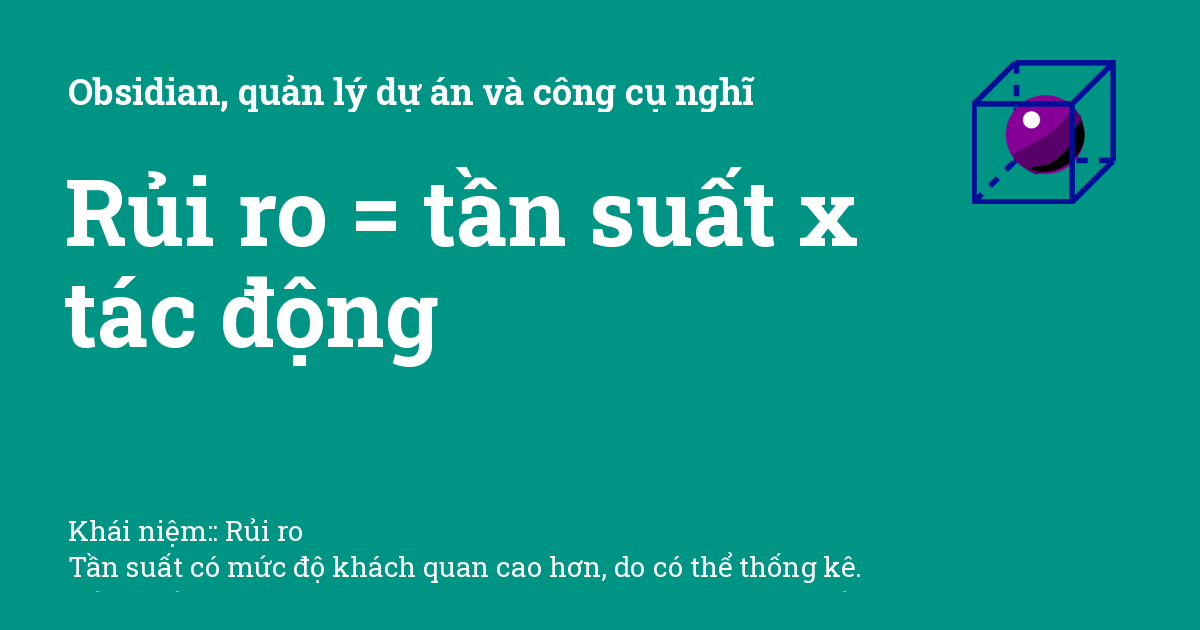 Obsidian, quản lý dự án và công cụ nghĩ
Rủi ro = tần suất x
tác động
Khái niệm:: Rủi ro
Tần suất có mức độ khách quan cao hơn, do có thể thống kê.